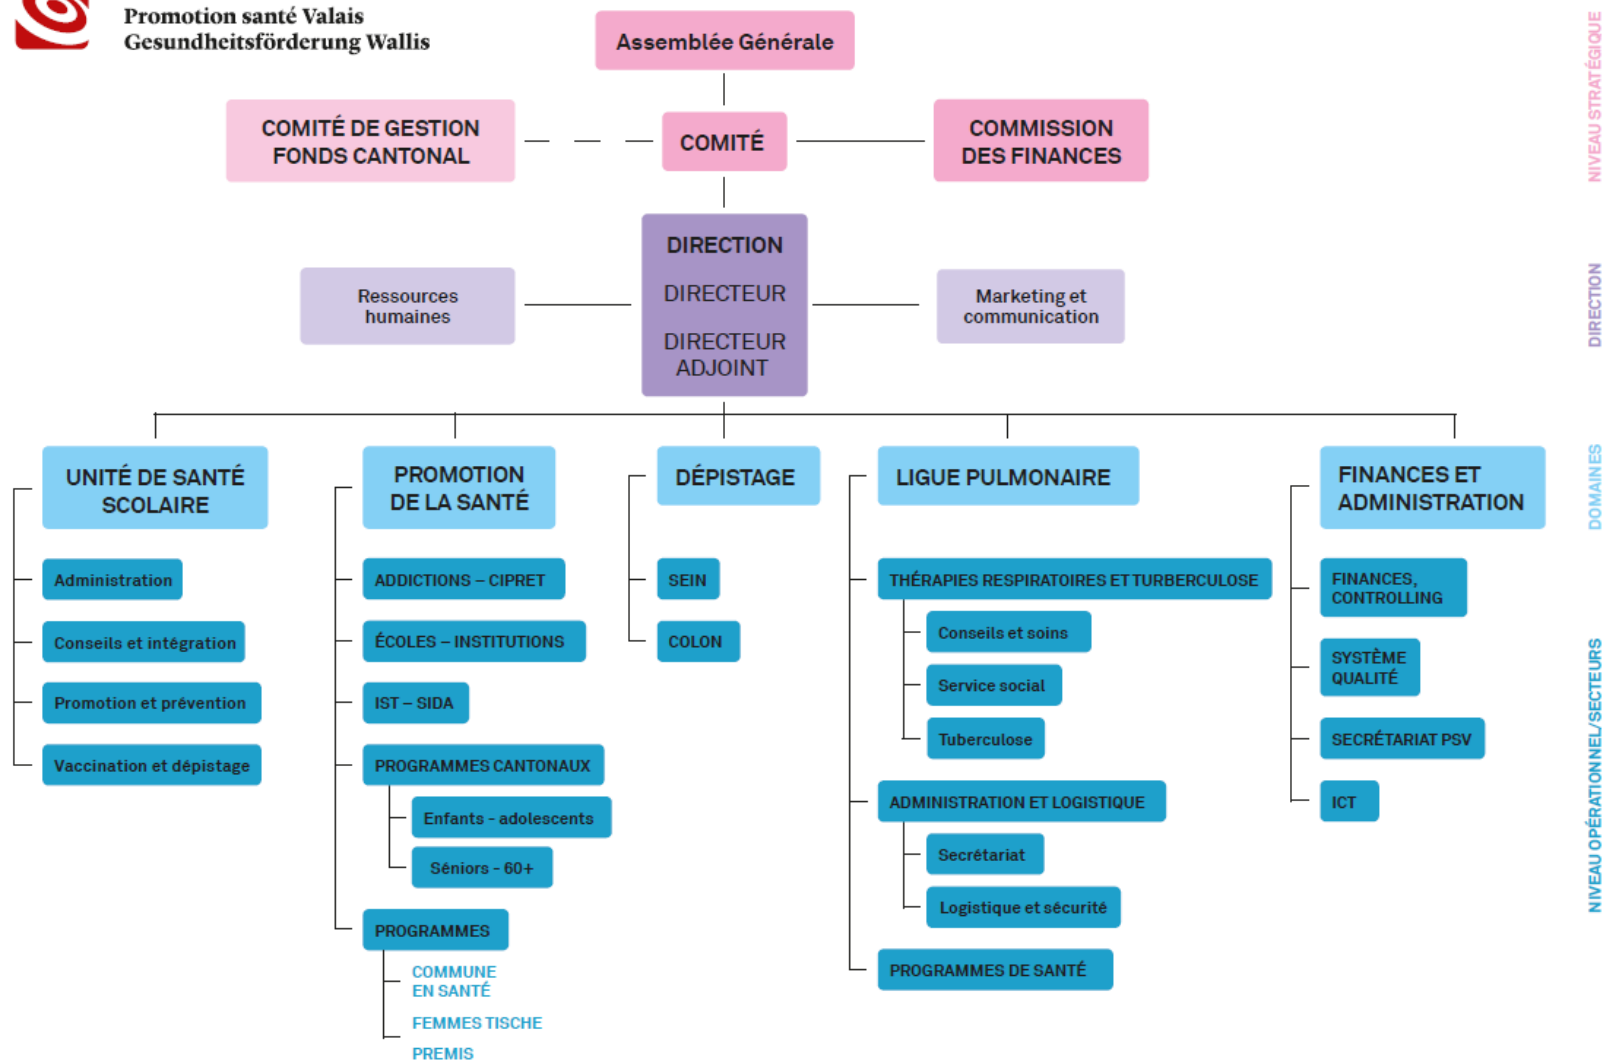 Promotion santé Valais
Gesundheitsförderung Wallis
Assemblée Générale
COMITÉ DE GESTION
FONDS CANTONAL
COMITÉ
COMMISSION
DES FINANCES
NIVEAU STRATÉGIQUE
DIRECTION
DIRECTEUR
DIRECTEUR
ADJOINT
Ressources
humaines
Marketing et
communication
DIRECTION
UNITÉ DE SANTÉ
SCOLAIRE
Administration
Conseils et intégration
Promotion et prévention
Vaccination et dépistage
PROMOTION
DE LA SANTÉ
ADDICTIONS – CIPRET
ÉCOLES – INSTITUTIONS
IST – SIDA
PROGRAMMES CANTONAUX
Enfants - adolescents
Séniors - 60+
PROGRAMMES
COMMUNE
EN SANTÉ
FEMMES TISCHE
PREMIS
DÉPISTAGE
SEIN
COLON
LIGUE PULMONAIRE
THÉRAPIES RESPIRATOIRES ET TURBERCULOSE
Conseils et soins
Service social
Tuberculose
ADMINISTRATION ET LOGISTIQUE
Secrétariat
Logistique et sécurité
PROGRAMMES DE SANTÉ
FINANCES ET
ADMINISTRATION
FINANCES,
CONTROLLING
SYSTÈME
QUALITÉ
SECRÉTARIAT PSV
ICT
DOMAINES
NIVEAU OPÉRATIONNEL/SECTEURS